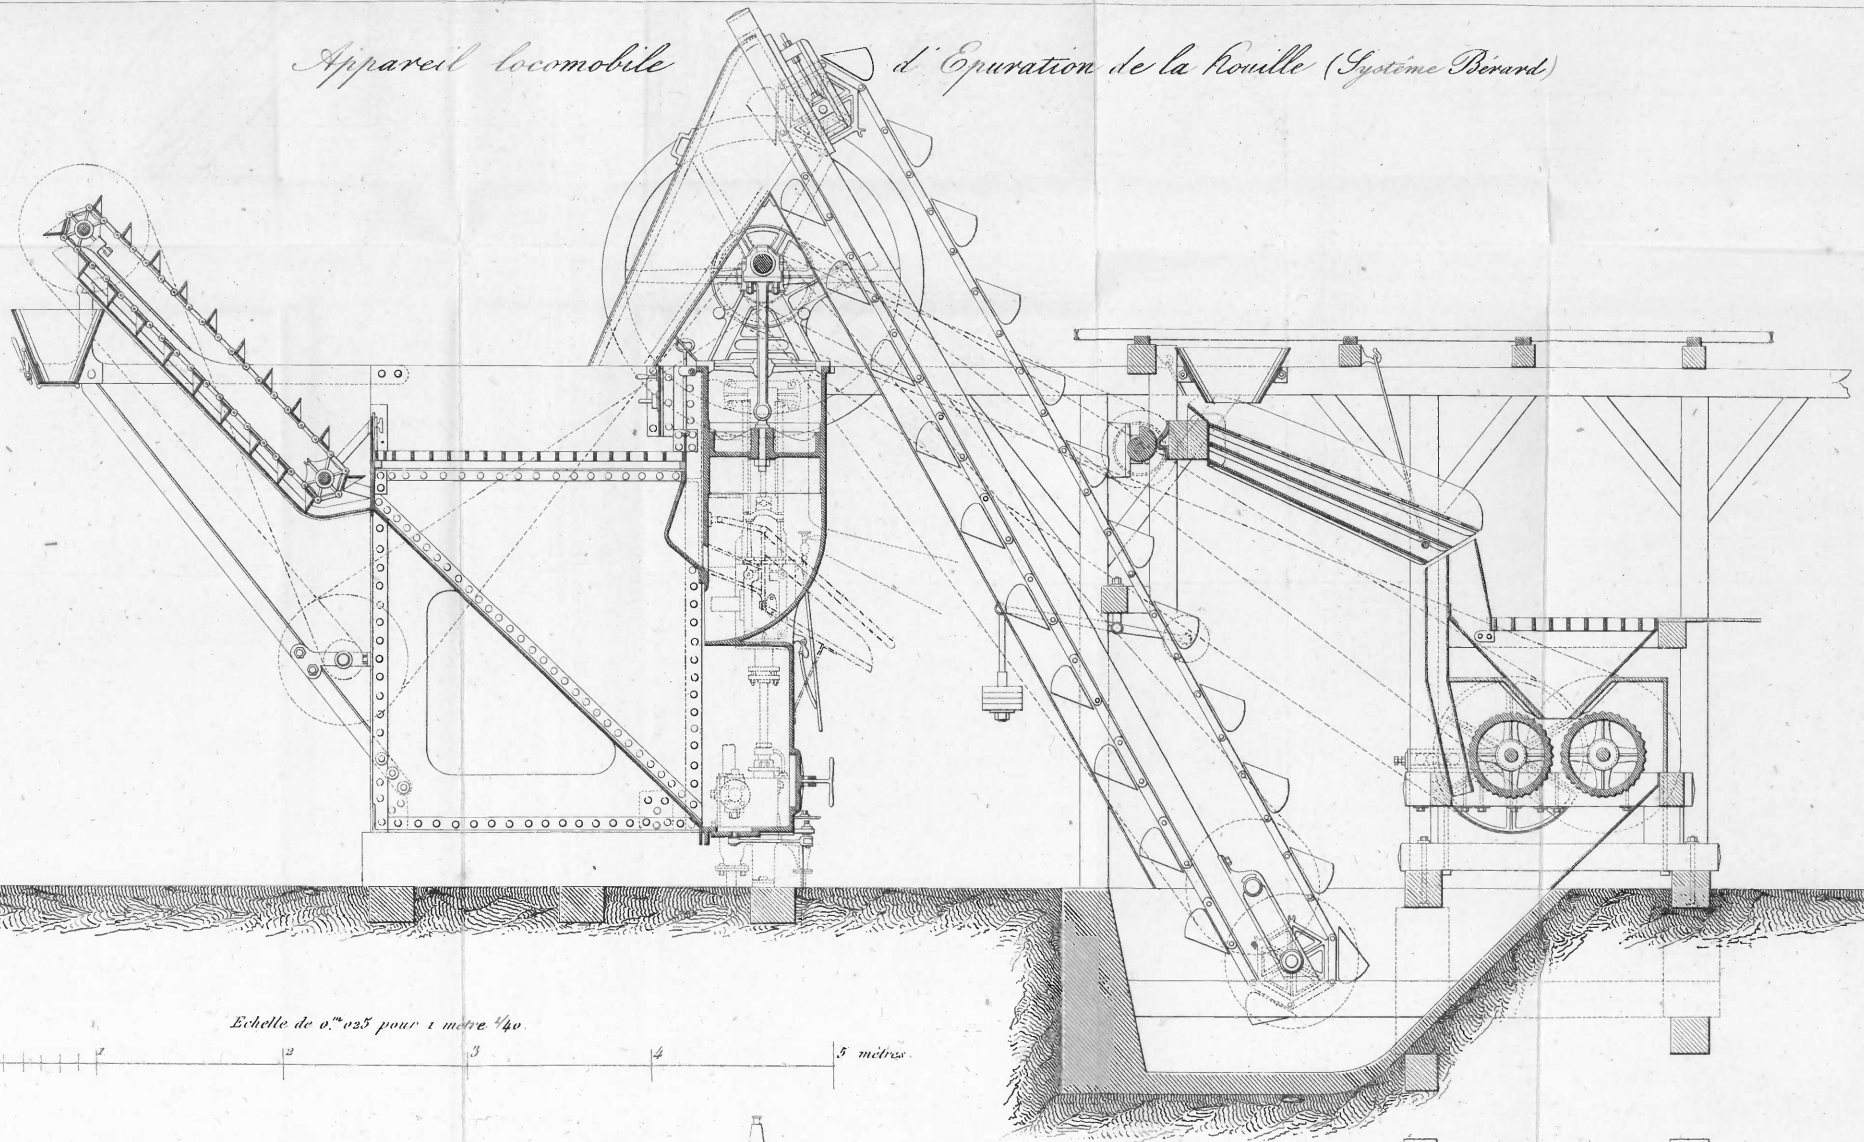 Appareil locomobile d'Epuration de la houille (Système Bérard)
Echelle de 0,m025 pour 1 mètre 1/40.
1 2 3 4 5 mètres.